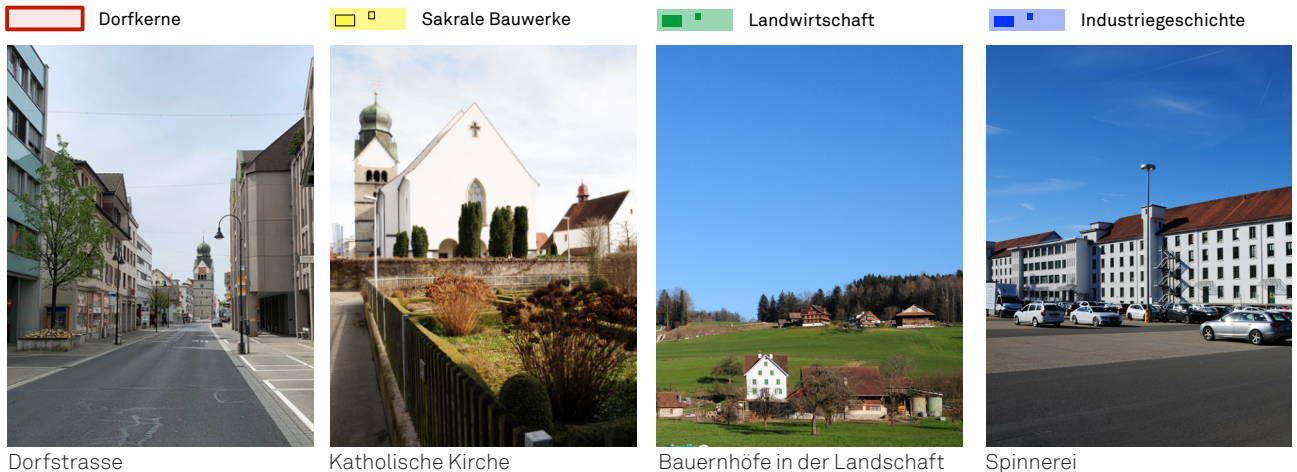 Dorfkerne
Sakrale Bauwerke
Landwirtschaft
Industriegeschichte
Dorfstrasse
Katholische Kirche
Bauernhöfe in der Landschaft
Spinnerei